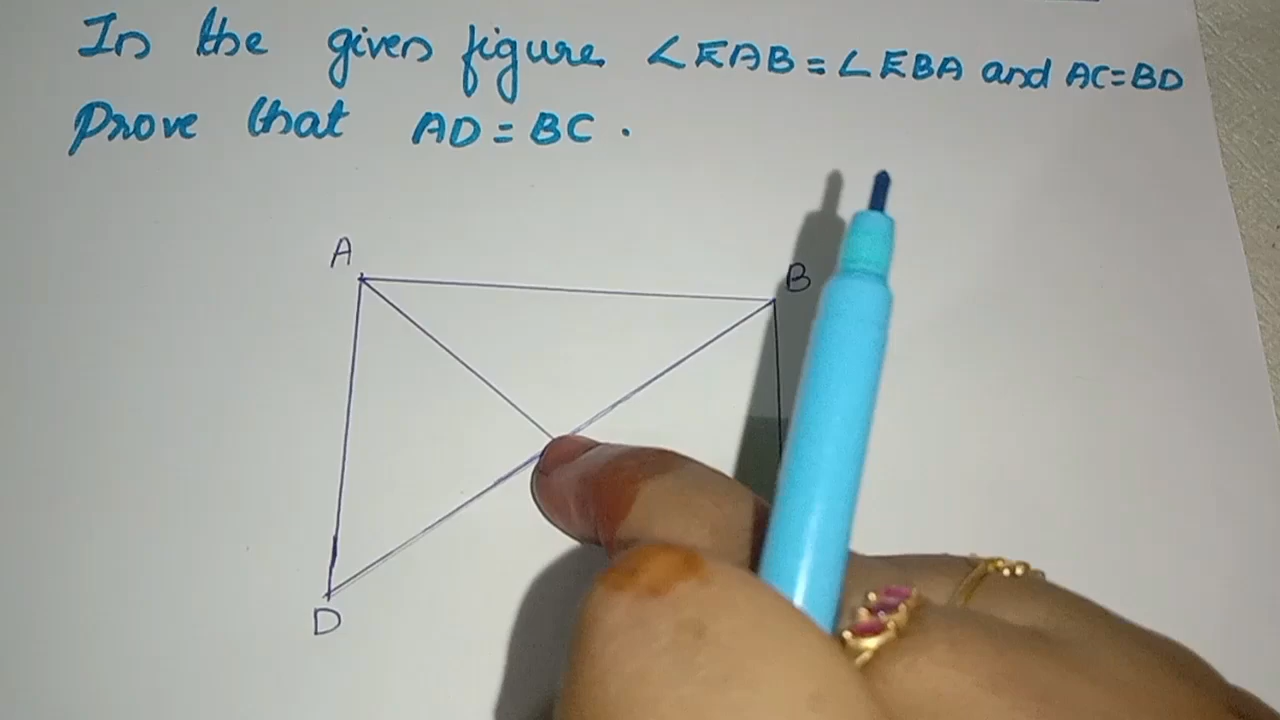 In the given figure ∠EAB = ∠EBA and AC=BD
Prove that AD = BC .
A
B
D